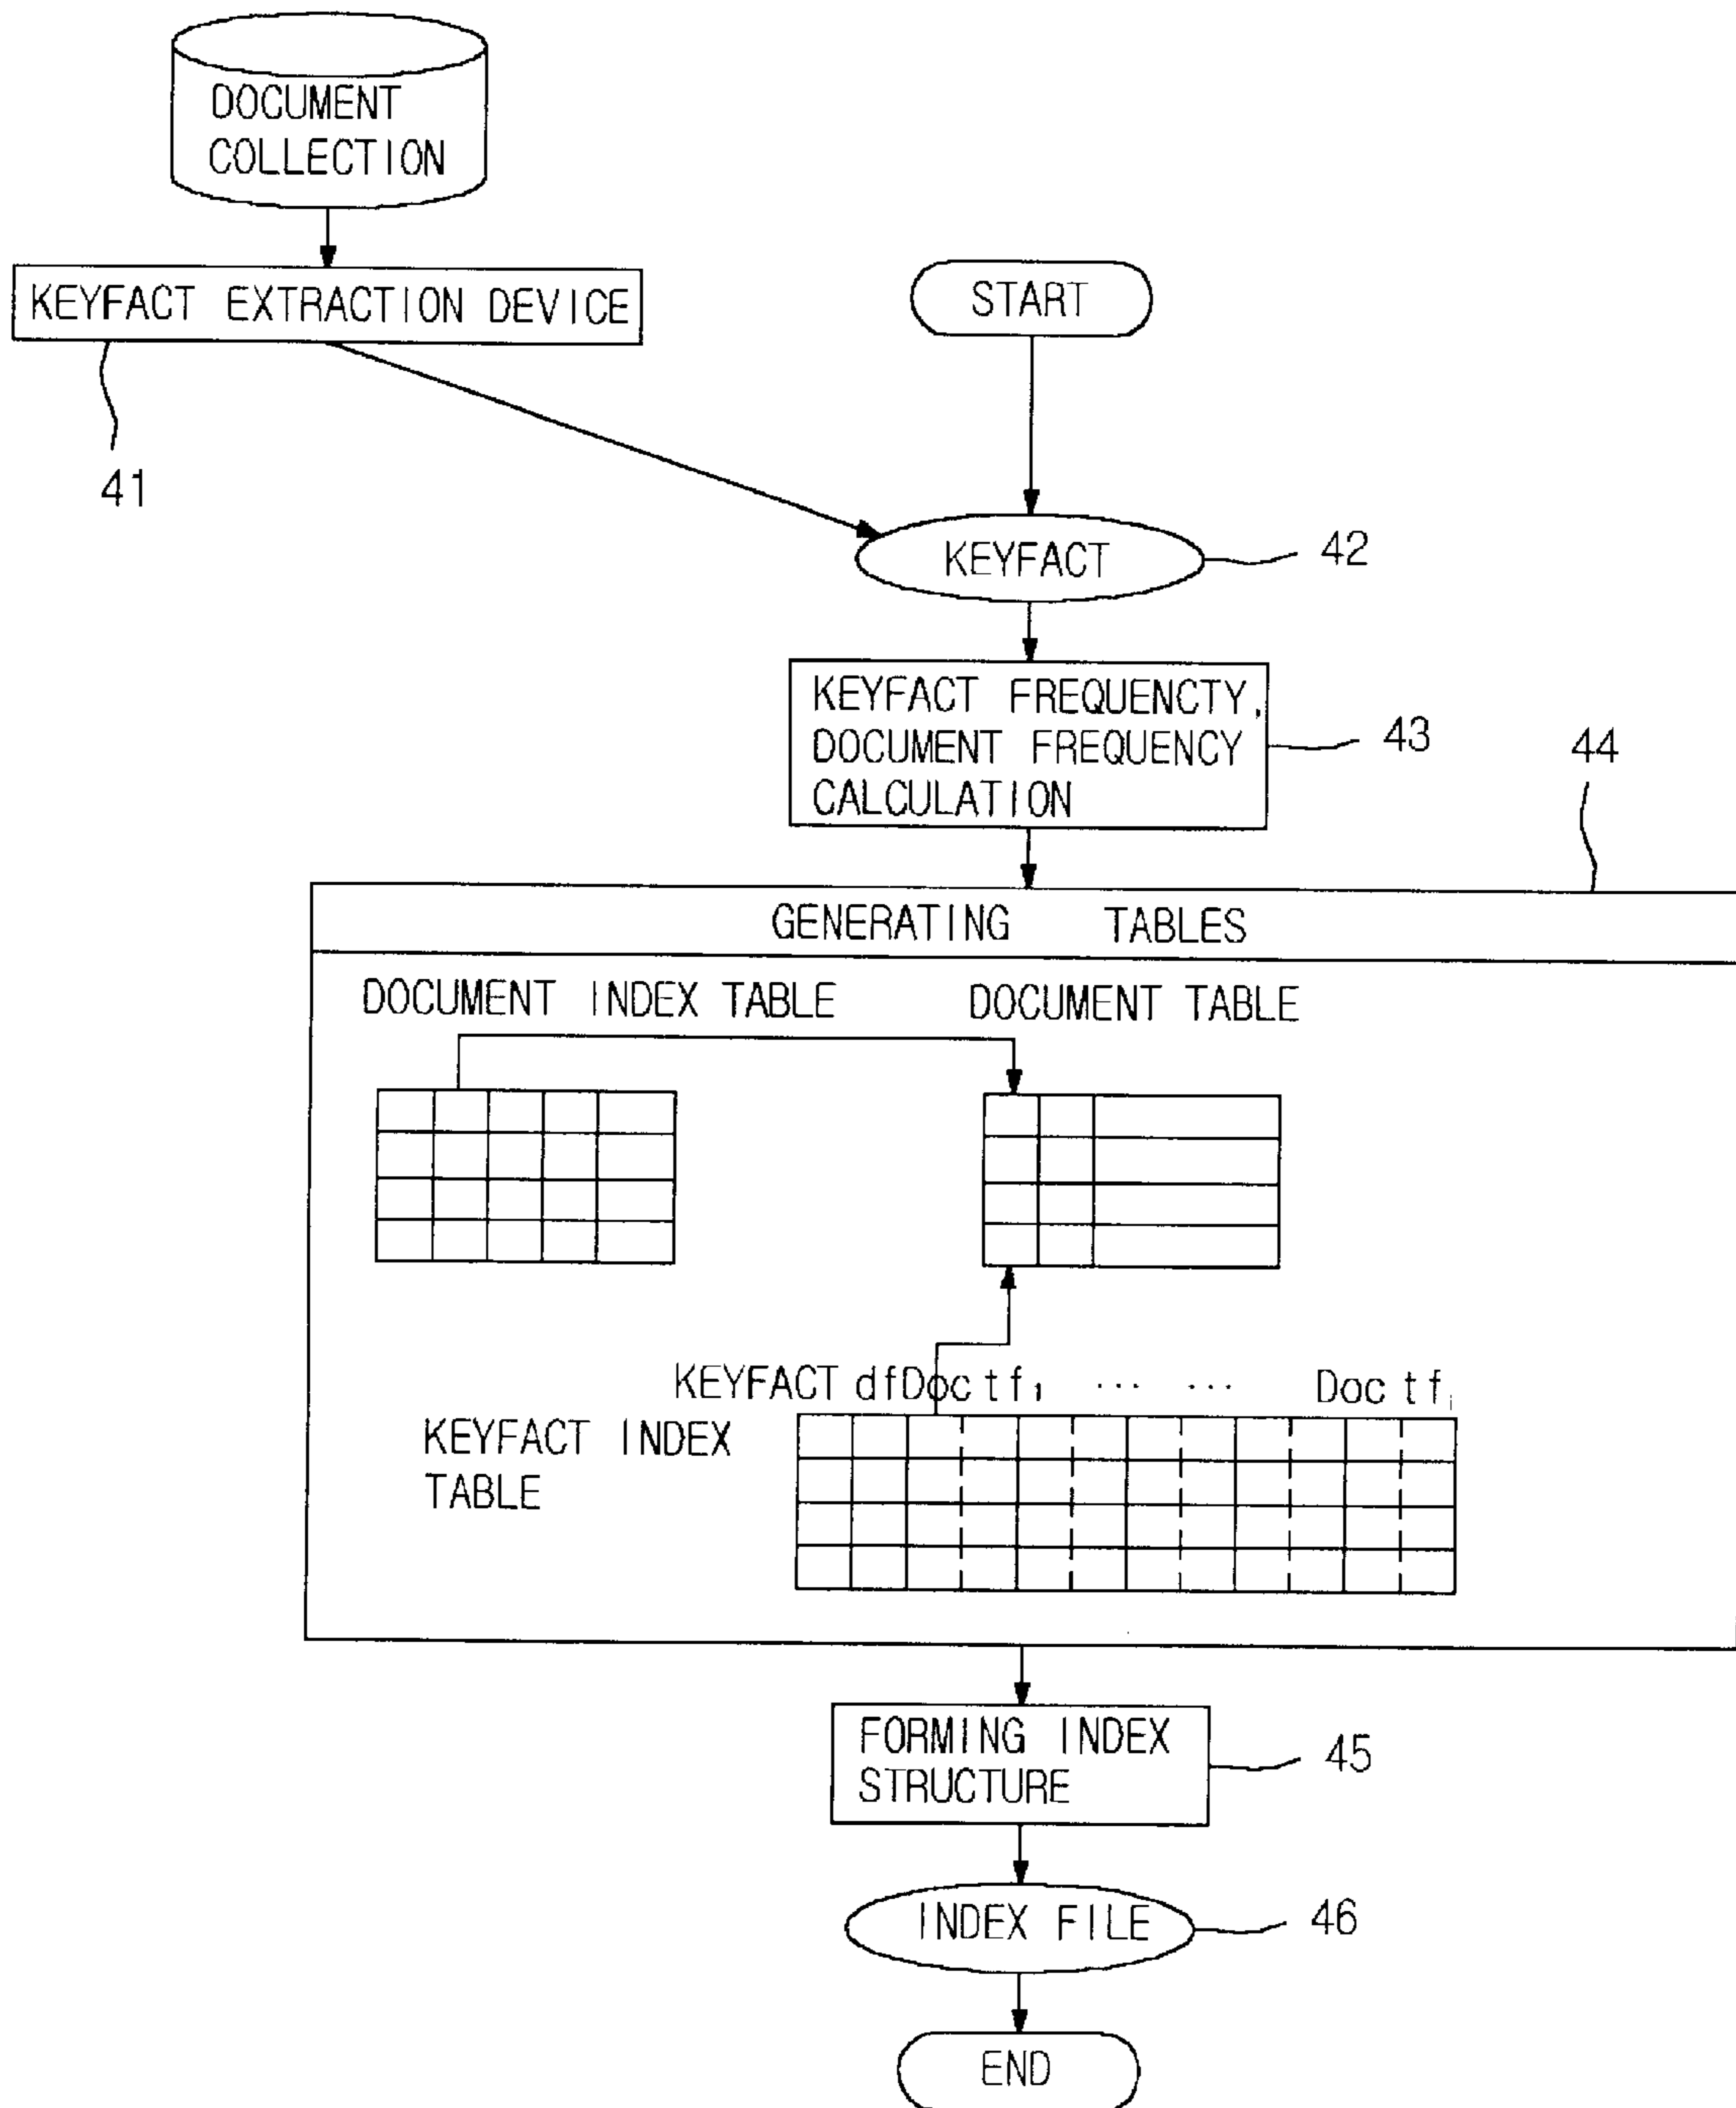 DOCUMENT
COLLECTION
KEYFACT EXTRACTION DEVICE
START
41
KEYFACT
42
KEYFACT FREQUENCTY,
DOCUMENT FREQUENCY
CALCULATION
43
44
GENERATING TABLES
DOCUMENT INDEX TABLE
DOCUMENT TABLE
KEYFACT df Doc tf₁ ... ... Doc tfᵢ
KEYFACT INDEX
TABLE
FORMING INDEX
STRUCTURE
45
INDEX FILE
46
END